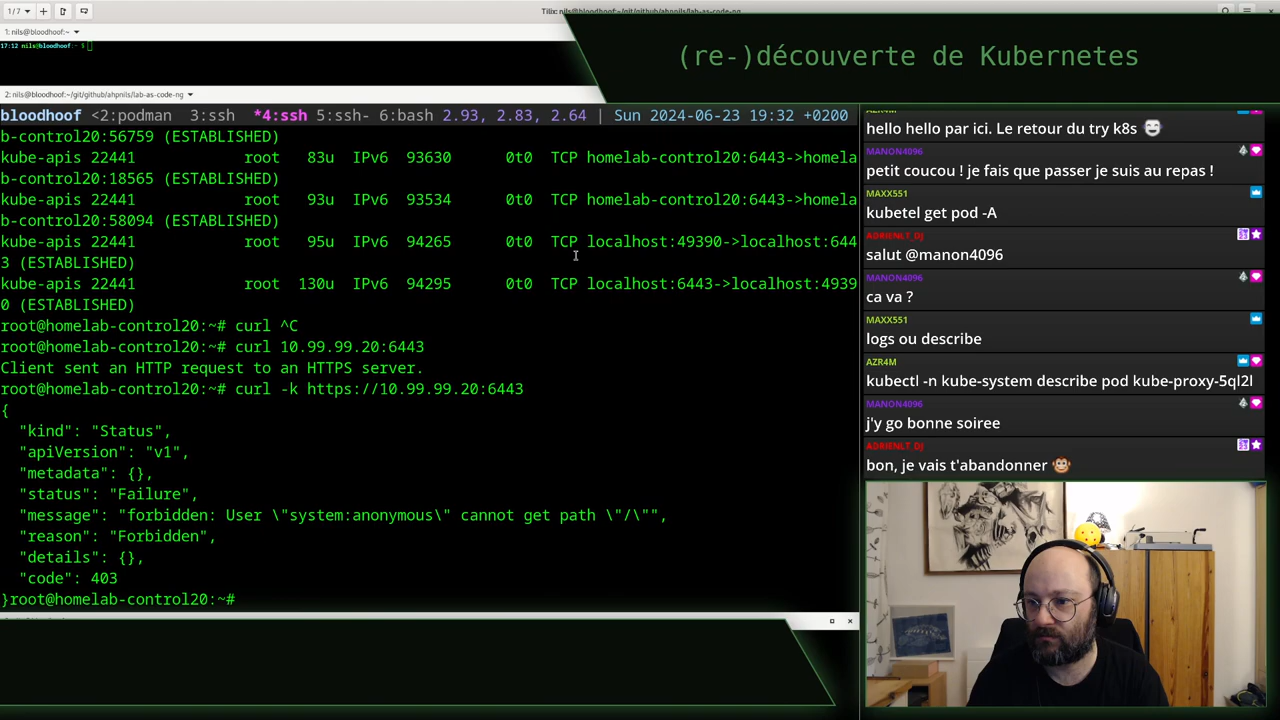 1/7
Tilix: nils@bloodhoof:~/git/github/ahpnils/lab-as-code-ng
1: nils@bloodhoof:~
17:12 nils@bloodhoof:~ $
(re-)découverte de Kubernetes
2: nils@bloodhoof:~/git/github/ahpnils/lab-as-code-ng
bloodhoof <2:podman 3:ssh *4:ssh 5:ssh- 6:bash 2.93, 2.83, 2.64 | Sun 2024-06-23 19:32 +0200
b-control20:56759 (ESTABLISHED)
kube-apis 22441 root 83u IPv6 93630 0t0 TCP homelab-control20:6443->homela
b-control20:18565 (ESTABLISHED)
kube-apis 22441 root 93u IPv6 93534 0t0 TCP homelab-control20:6443->homela
b-control20:58094 (ESTABLISHED)
kube-apis 22441 root 95u IPv6 94265 0t0 TCP localhost:49390->localhost:644
3 (ESTABLISHED)
kube-apis 22441 root 130u IPv6 94295 0t0 TCP localhost:6443->localhost:4939
0 (ESTABLISHED)
root@homelab-control20:~# curl ^C
root@homelab-control20:~# curl 10.99.99.20:6443
Client sent an HTTP request to an HTTPS server.
root@homelab-control20:~# curl -k https://10.99.99.20:6443
{
"kind": "Status",
"apiVersion": "v1",
"metadata": {},
"status": "Failure",
"message": "forbidden: User \"system:anonymous\" cannot get path \"/\"",
"reason": "Forbidden",
"details": {},
"code": 403
}root@homelab-control20:~#
AZR4M
hello hello par ici. Le retour du try k8s
MANON4096
petit coucou ! je fais que passer je suis au repas !
MAXX551
kubetel get pod -A
ADRIENLT_DJ
salut @manon4096
MANON4096
ca va ?
MAXX551
logs ou describe
AZR4M
kubectl -n kube-system describe pod kube-proxy-5ql2l
MANON4096
j'y go bonne soiree
ADRIENLT_DJ
bon, je vais t'abandonner